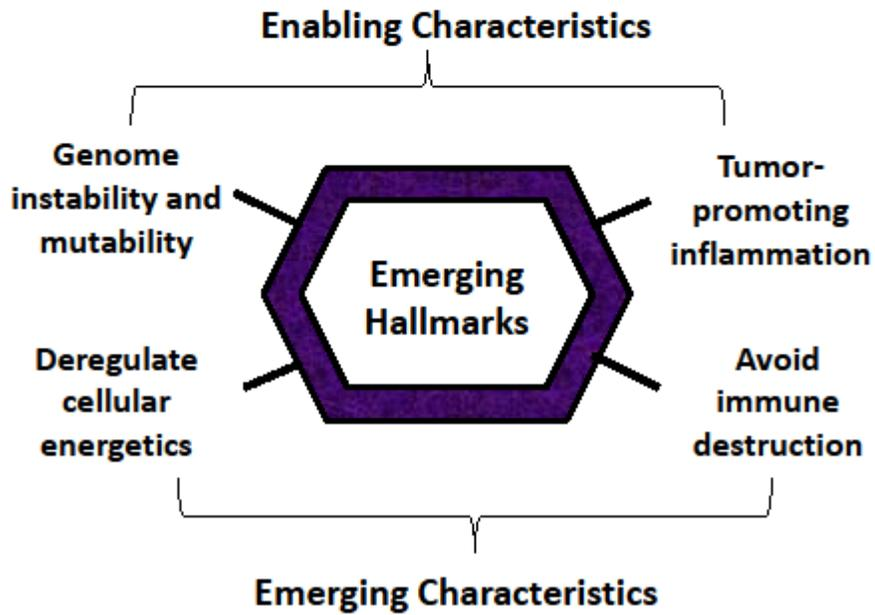 Enabling Characteristics
Genome
instability and
mutability
Tumor-
promoting
inflammation
Emerging
Hallmarks
Deregulate
cellular
energetics
Avoid
immune
destruction
Emerging Characteristics